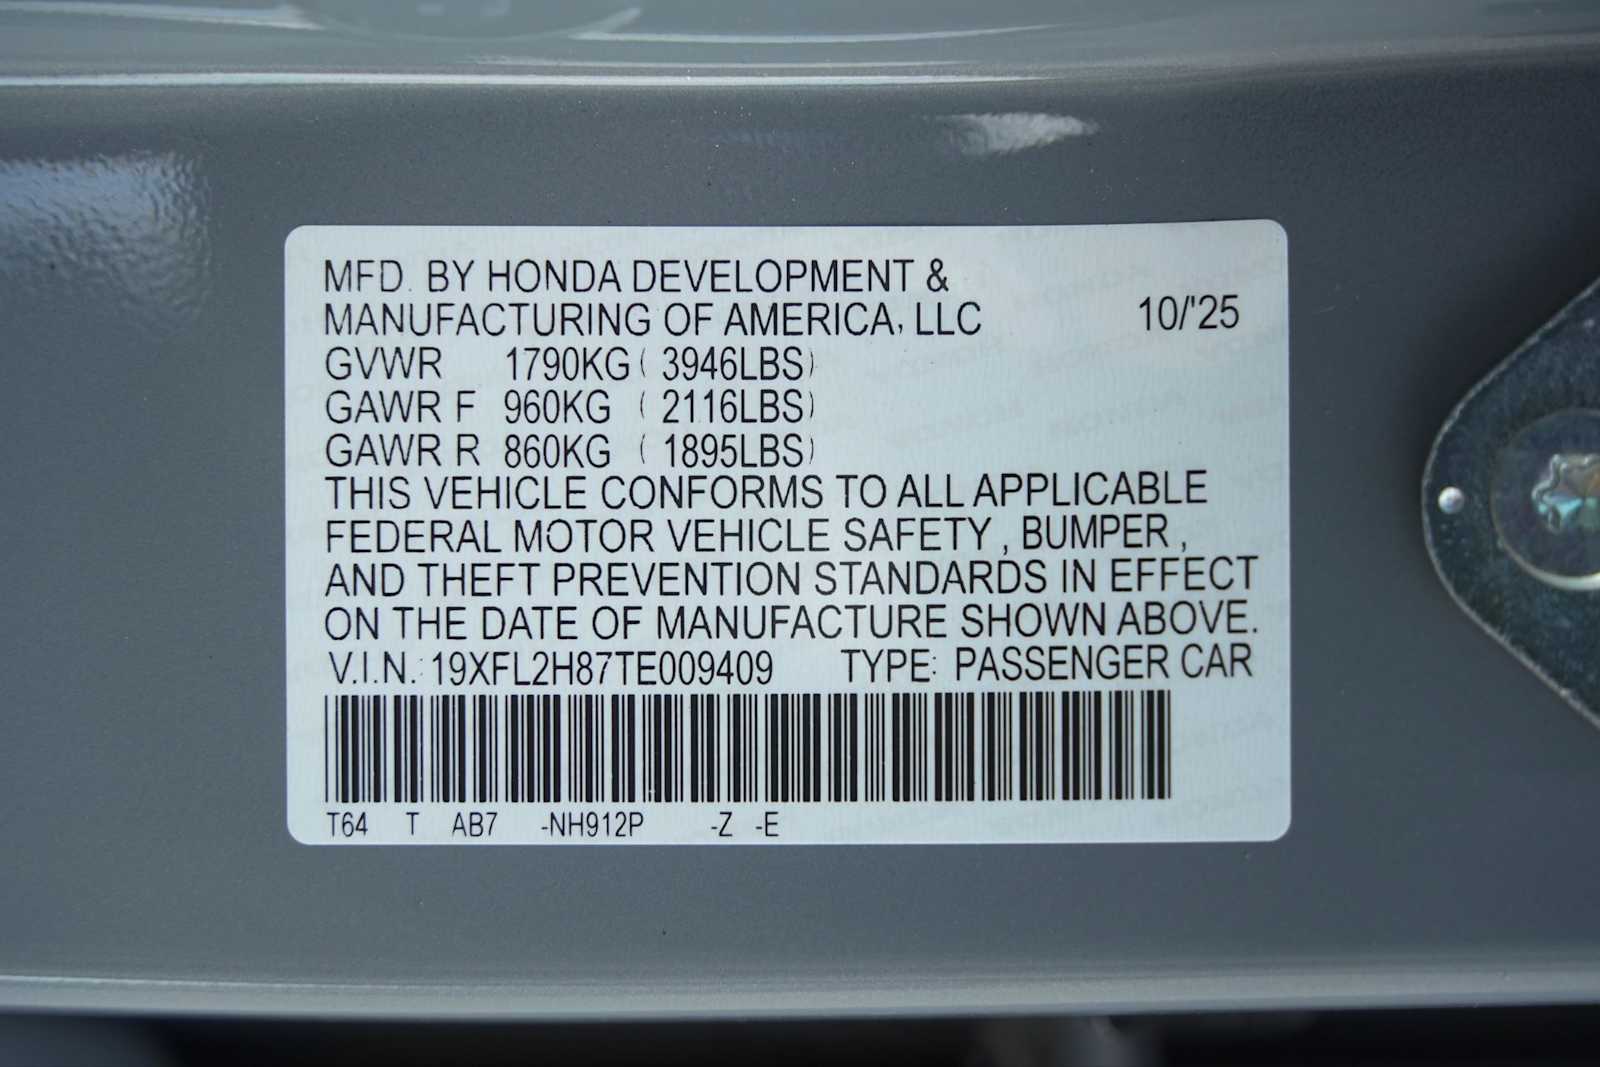 MFD. BY HONDA DEVELOPMENT &
MANUFACTURING OF AMERICA, LLC 10/'25
GVWR 1790KG ( 3946LBS)
GAWR F 960KG ( 2116LBS)
GAWR R 860KG ( 1895LBS)
THIS VEHICLE CONFORMS TO ALL APPLICABLE
FEDERAL MOTOR VEHICLE SAFETY , BUMPER ,
AND THEFT PREVENTION STANDARDS IN EFFECT
ON THE DATE OF MANUFACTURE SHOWN ABOVE.
V.I.N.: 19XFL2H87TE009409 TYPE: PASSENGER CAR
T64 T AB7 -NH912P -Z -E